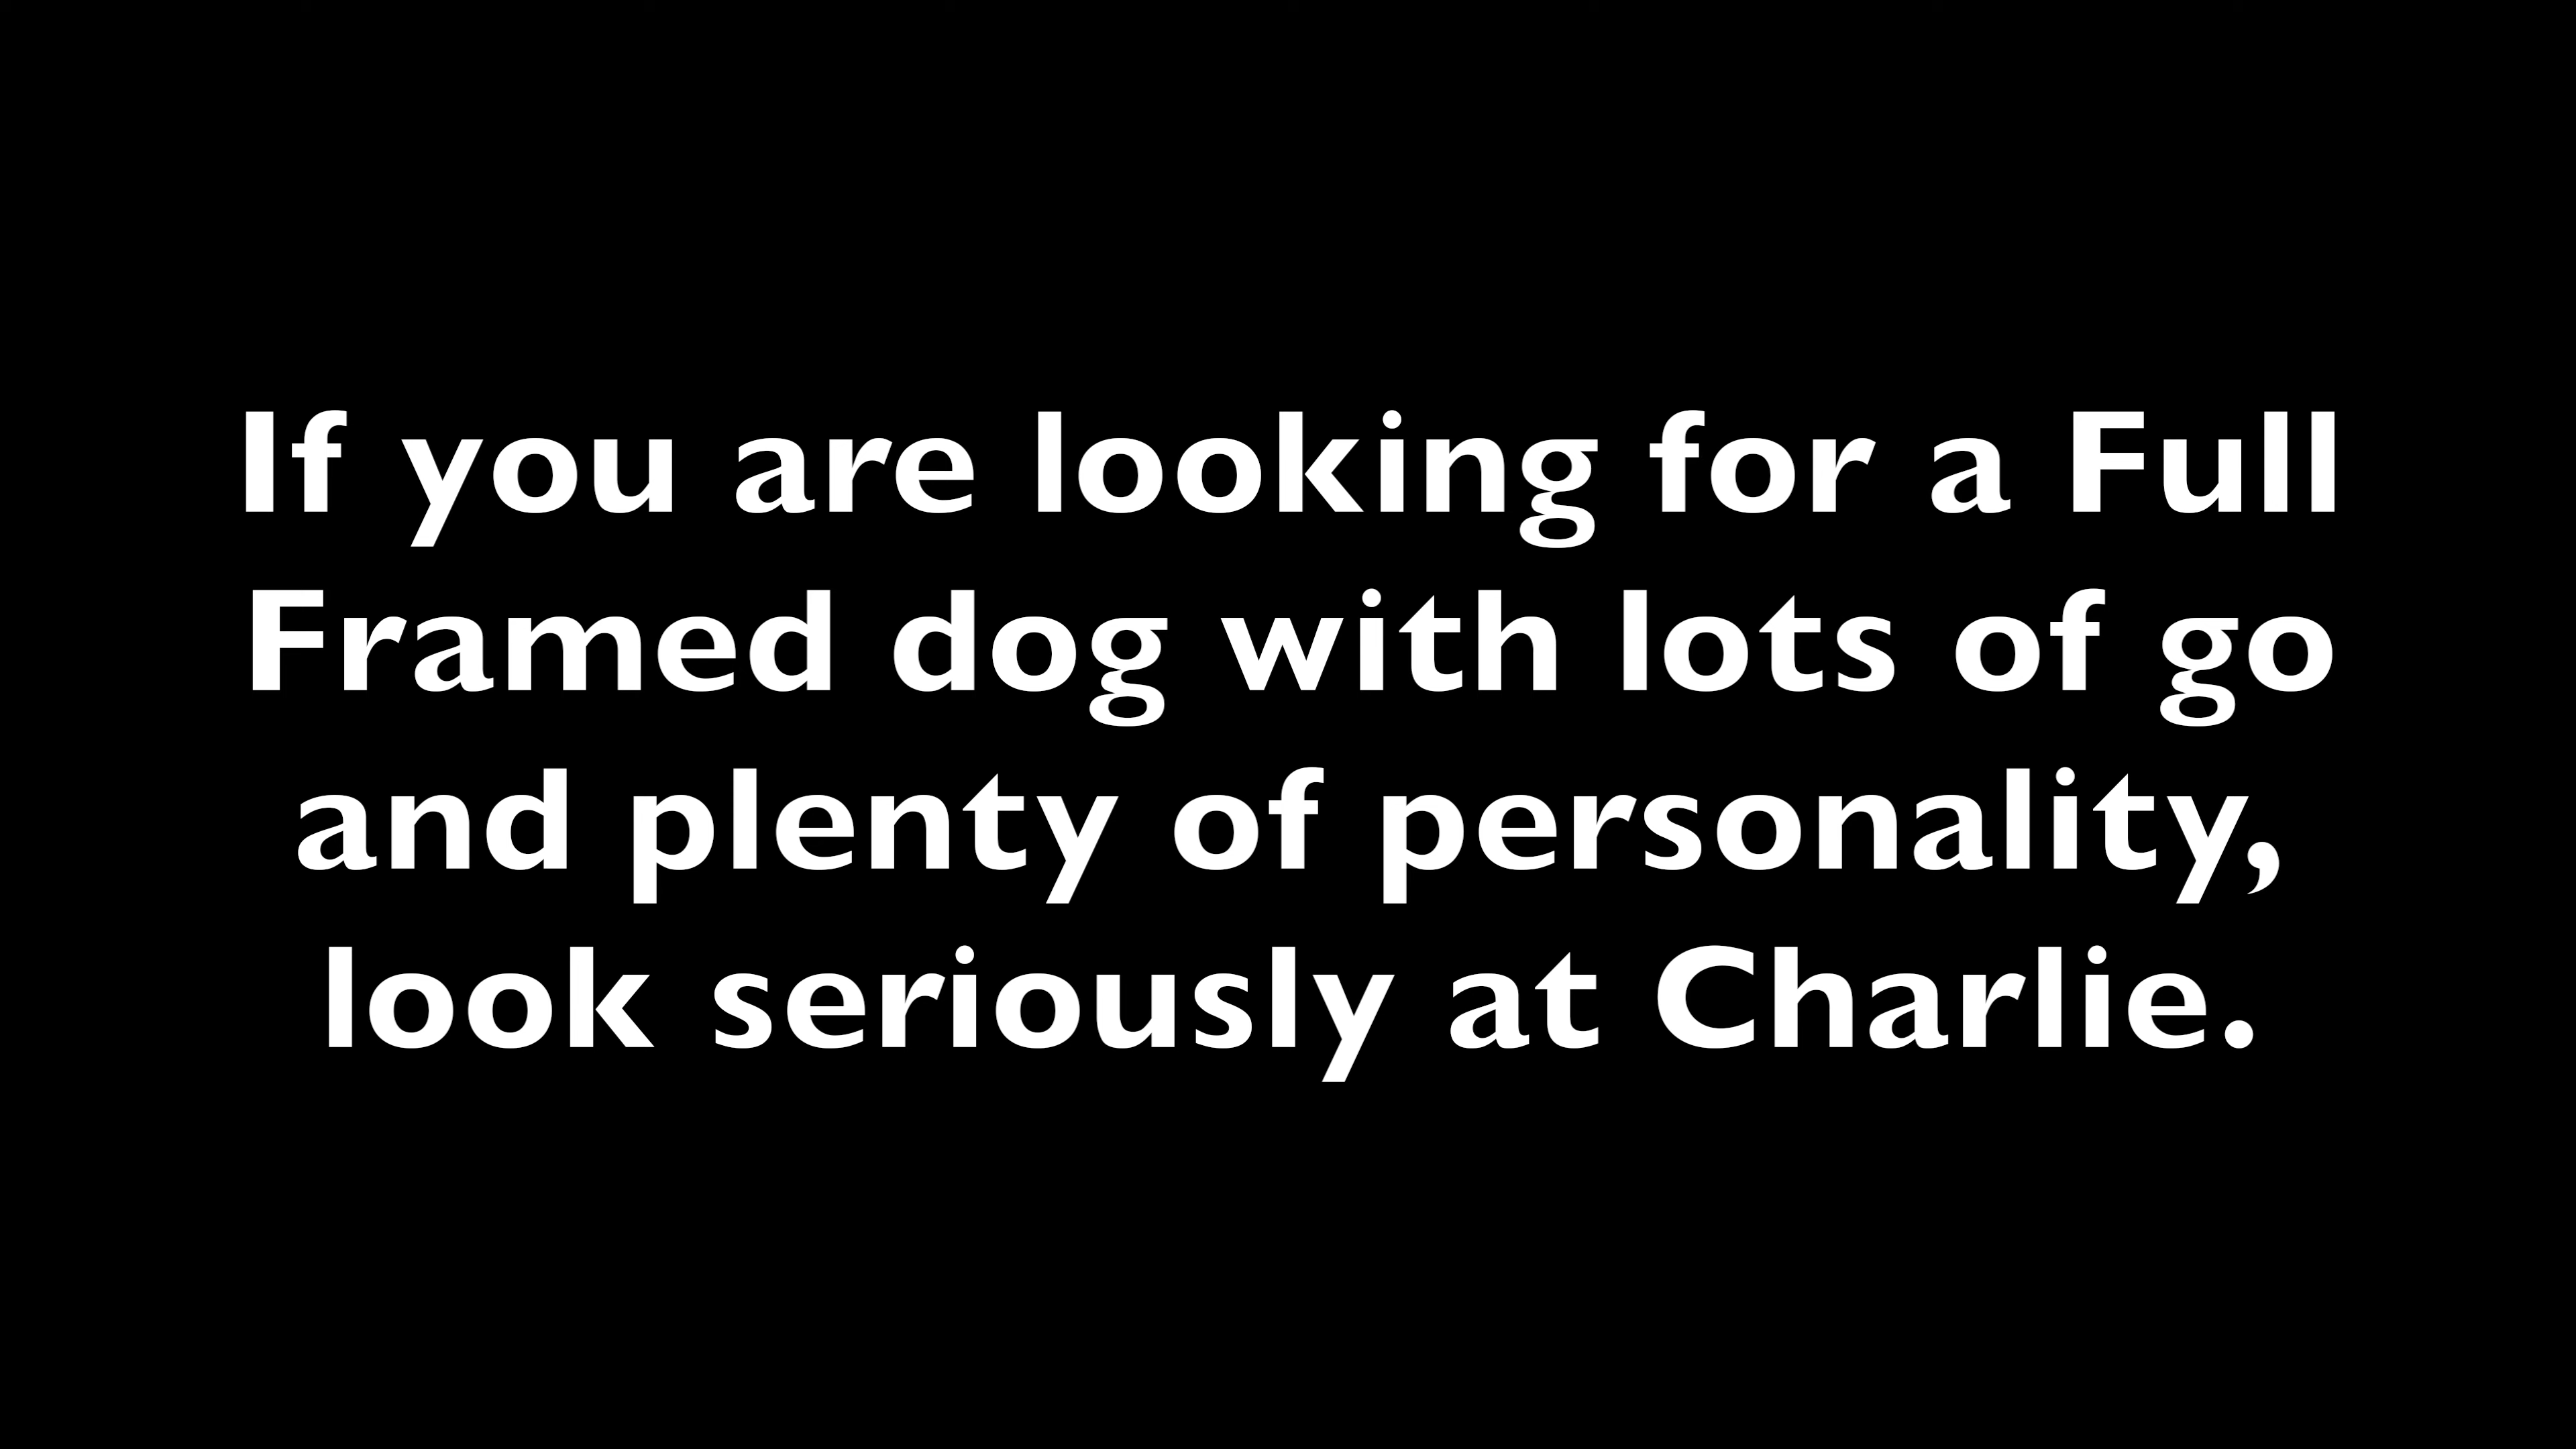 If you are looking for a Full
Framed dog with lots of go
and plenty of personality,
look seriously at Charlie.